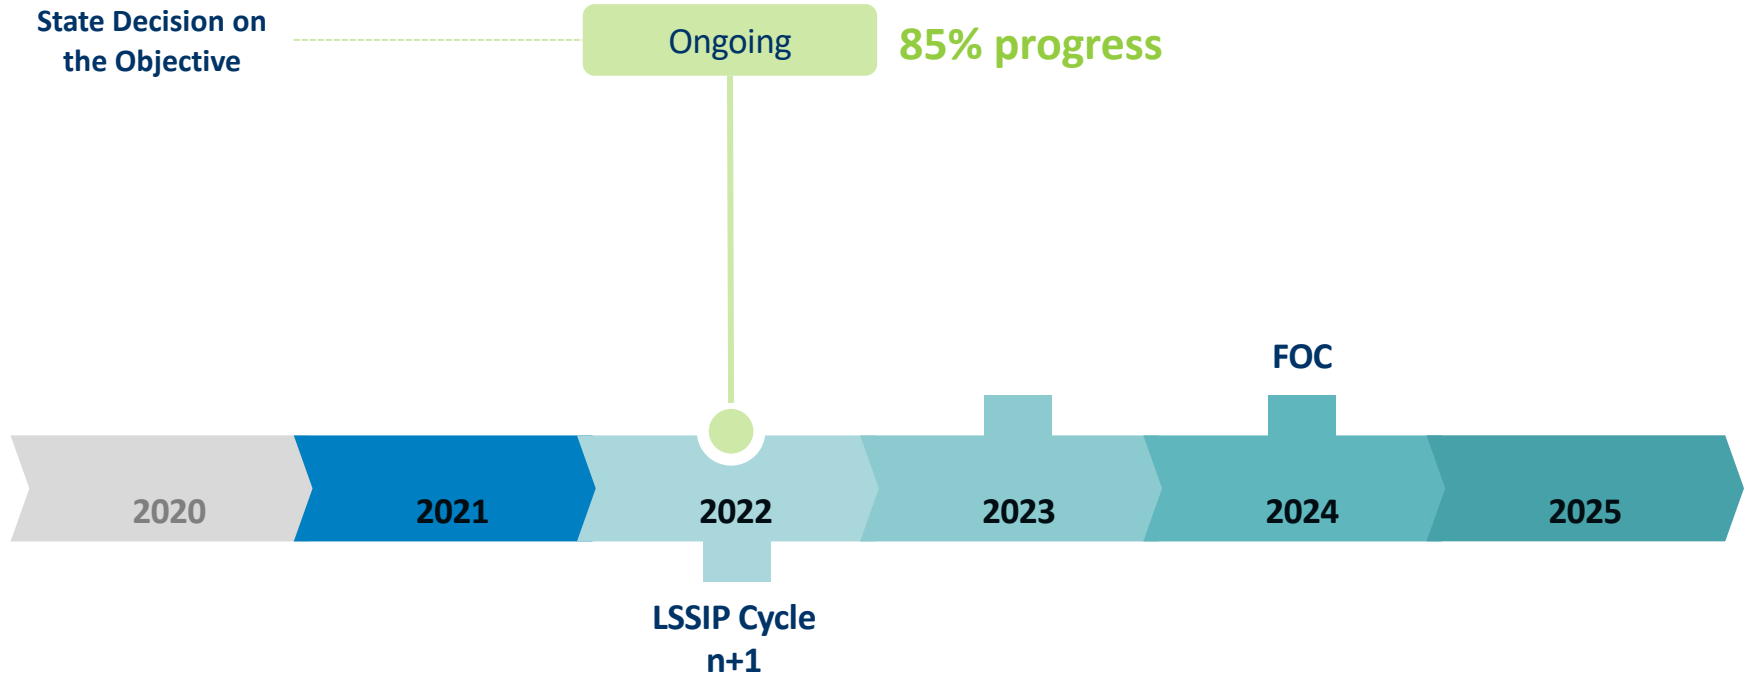 State Decision on
the Objective
Ongoing
85% progress
FOC
2020
2021
2022
2023
2024
2025
LSSIP Cycle
n+1